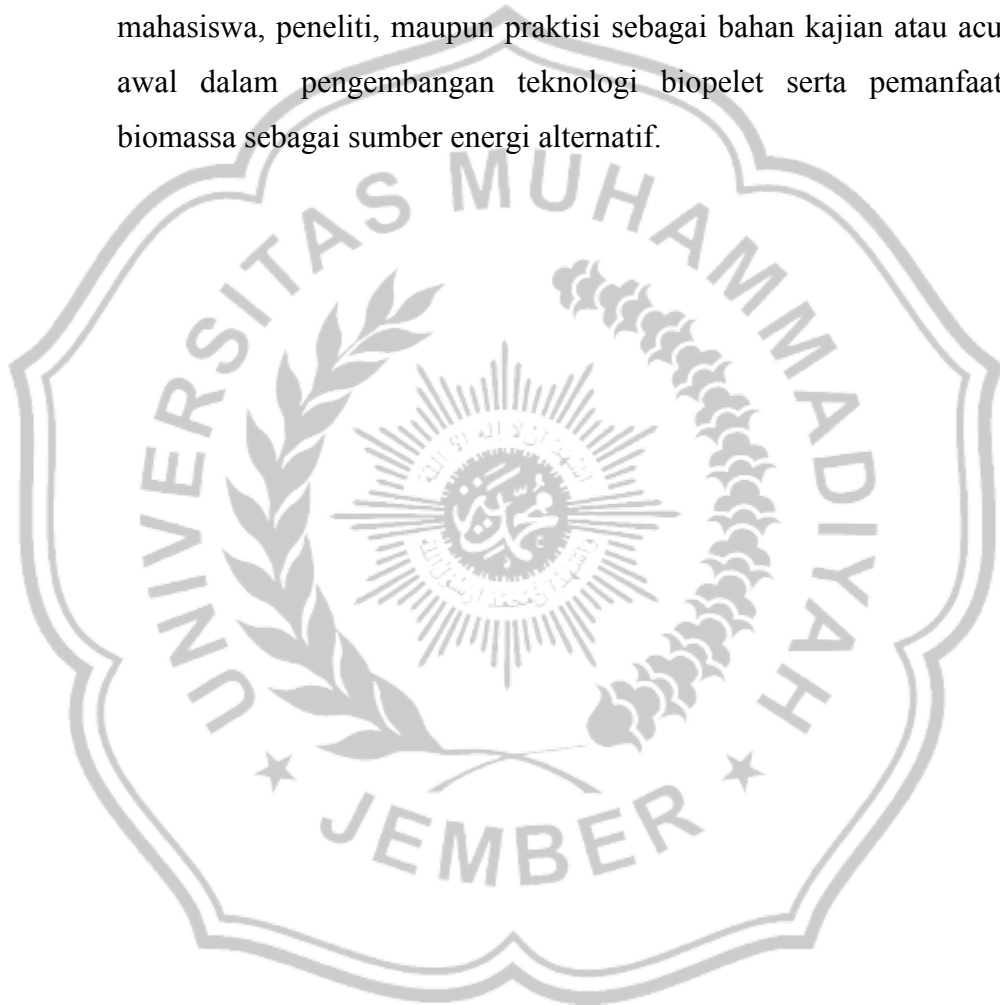 mahasiswa, peneliti, maupun praktisi sebagai bahan kajian atau acu
awal dalam pengembangan teknologi biopelet serta pemanfaat
biomassa sebagai sumber energi alternatif.
UNIVERSITAS MUHAMMADIYAH
JEMBER